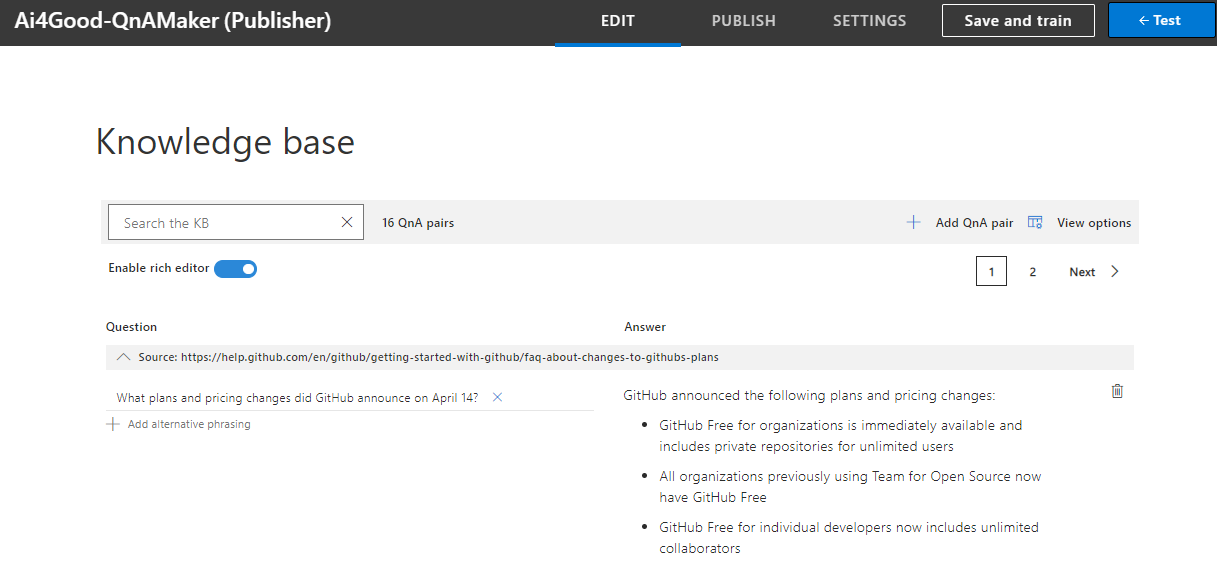 Ai4Good-QnAMaker (Publisher)
EDIT
PUBLISH
SETTINGS
Save and train
← Test
Knowledge base
Search the KB
16 QnA pairs
Add QnA pair
View options
Enable rich editor
1
2
Next
Question
Answer
Source: https://help.github.com/en/github/getting-started-with-github/faq-about-changes-to-githubs-plans
What plans and pricing changes did GitHub announce on April 14?
Add alternative phrasing
GitHub announced the following plans and pricing changes:
• GitHub Free for organizations is immediately available and
includes private repositories for unlimited users
• All organizations previously using Team for Open Source now
have GitHub Free
• GitHub Free for individual developers now includes unlimited
collaborators